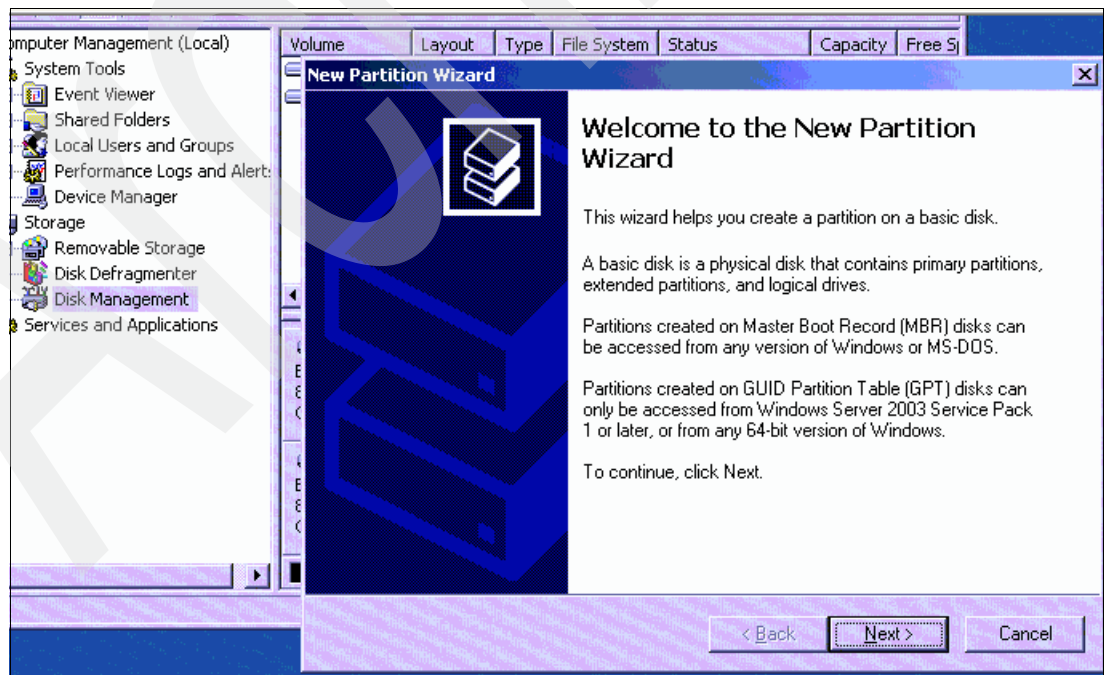 omputer Management (Local)
System Tools
Event Viewer
Shared Folders
Local Users and Groups
Performance Logs and Alert
Device Manager
Storage
Removable Storage
Disk Defragmenter
Disk Management
Services and Applications
Volume Layout Type File System Status Capacity Free S
New Partition Wizard
Welcome to the New Partition
Wizard
This wizard helps you create a partition on a basic disk.
A basic disk is a physical disk that contains primary partitions,
extended partitions, and logical drives.
Partitions created on Master Boot Record (MBR) disks can
be accessed from any version of Windows or MS-DOS.
Partitions created on GUID Partition Table (GPT) disks can
only be accessed from Windows Server 2003 Service Pack
1 or later, or from any 64-bit version of Windows.
To continue, click Next.
< Back Next > Cancel